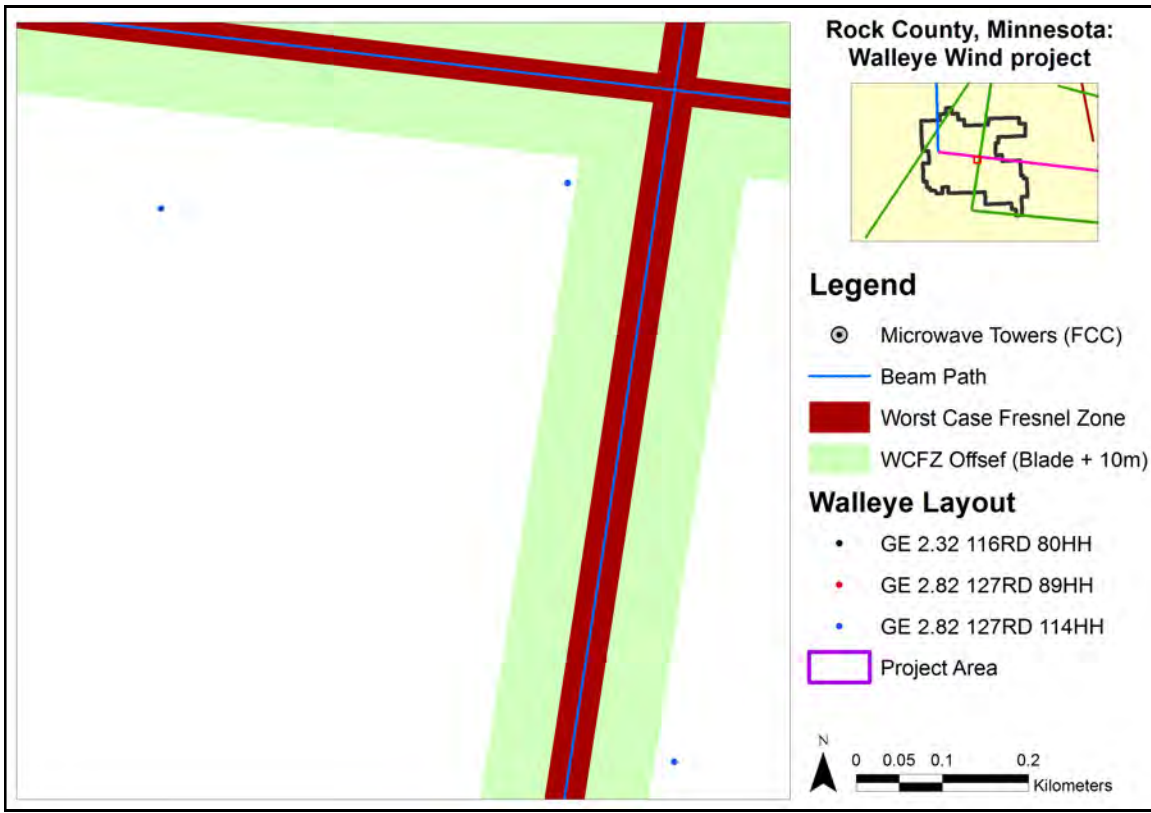 Rock County, Minnesota:
Walleye Wind project
Legend
Microwave Towers (FCC)
Beam Path
Worst Case Fresnel Zone
WCFZ Offsef (Blade + 10m)
Walleye Layout
GE 2.32 116RD 80HH
GE 2.82 127RD 89HH
GE 2.82 127RD 114HH
Project Area
N
0 0.05 0.1 0.2
Kilometers